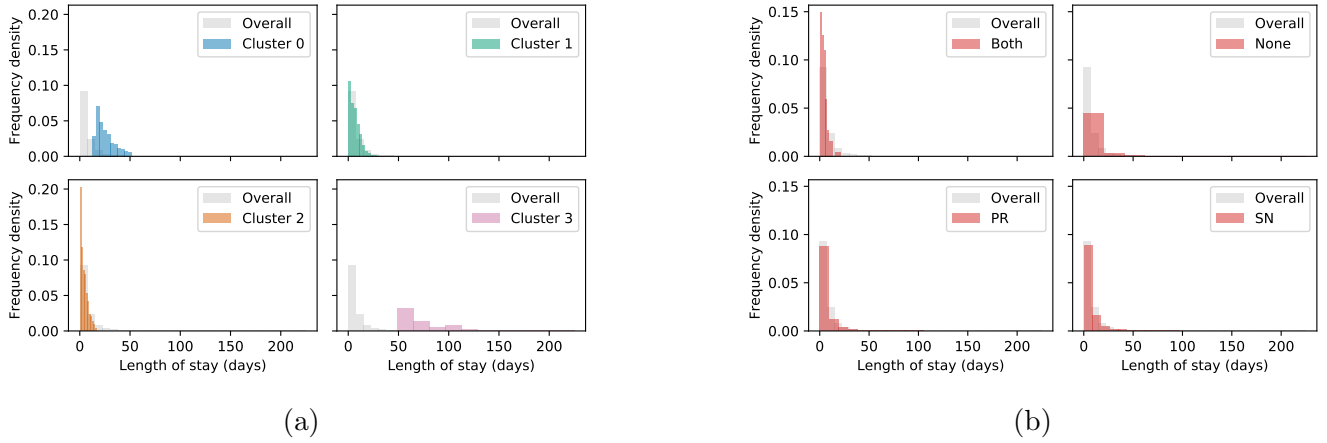 0.20
0.15
0.10
0.05
0.00
Frequency density
Overall
Cluster 0
Overall
Cluster 1
0.20
0.15
0.10
0.05
0.00
Frequency density
Overall
Cluster 2
Overall
Cluster 3
0 50 100 150 200
Length of stay (days)
0 50 100 150 200
Length of stay (days)
(a)
0.15
0.10
0.05
0.00
Frequency density
Overall
Both
Overall
None
0.15
0.10
0.05
0.00
Frequency density
Overall
PR
Overall
SN
0 50 100 150 200
Length of stay (days)
0 50 100 150 200
Length of stay (days)
(b)